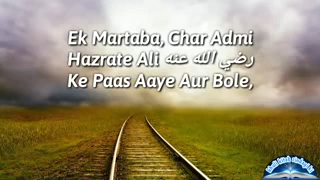 Ek Martaba, Char Admi
Hazrate Ali رضي الله عنه
Ke Paas Aaye Aur Bole,